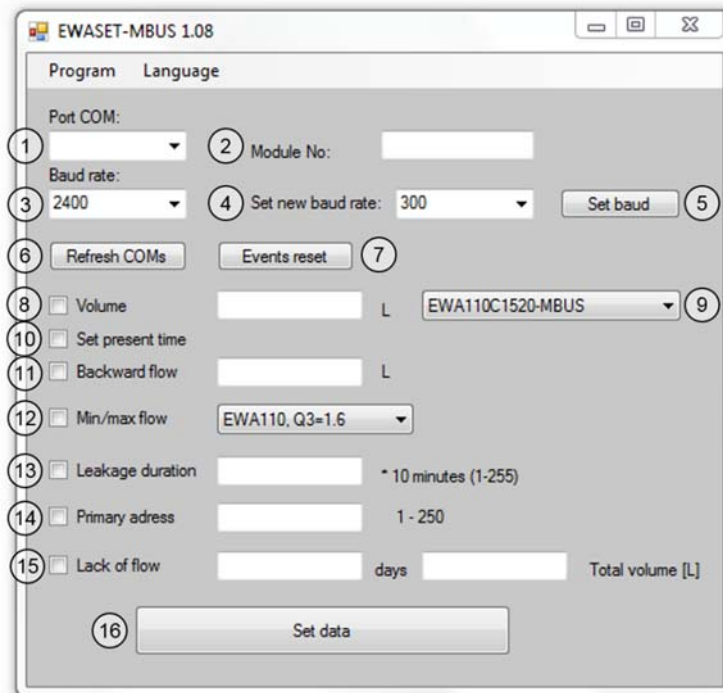 EWASET-MBUS 1.08
Program Language
Port COM:
1 2 Module No:
Baud rate:
3 2400 4 Set new baud rate: 300 Set baud 5
6 Refresh COMs Events reset 7
8 Volume L EWA110C1520-MBUS 9
10 Set present time
11 Backward flow L
12 Min/max flow EWA110, Q3=1.6
13 Leakage duration * 10 minutes (1-255)
14 Primary adress 1 - 250
15 Lack of flow days Total volume [L]
16 Set data